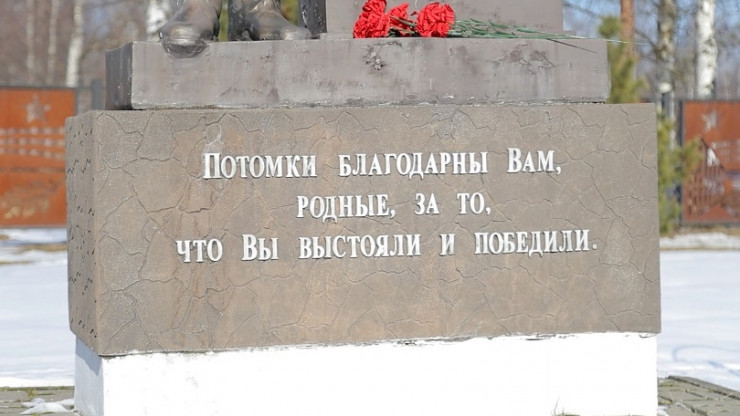 Потомки благодарны Вам,
родные, за то,
что Вы выстояли и победили.